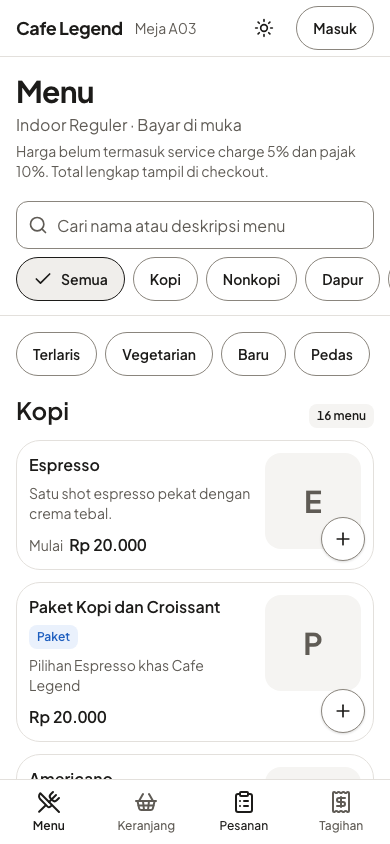 Cafe Legend Meja A03 Masuk
Menu
Indoor Reguler · Bayar di muka
Harga belum termasuk service charge 5% dan pajak
10%. Total lengkap tampil di checkout.
Cari nama atau deskripsi menu
Semua Kopi Nonkopi Dapur
Terlaris Vegetarian Baru Pedas
Kopi 16 menu
Espresso
Satu shot espresso pekat dengan
crema tebal.
E
Mulai Rp 20.000
Paket Kopi dan Croissant
Paket
P
Pilihan Espresso khas Cafe
Legend
Rp 20.000
Americano
Menu Keranjang Pesanan Tagihan